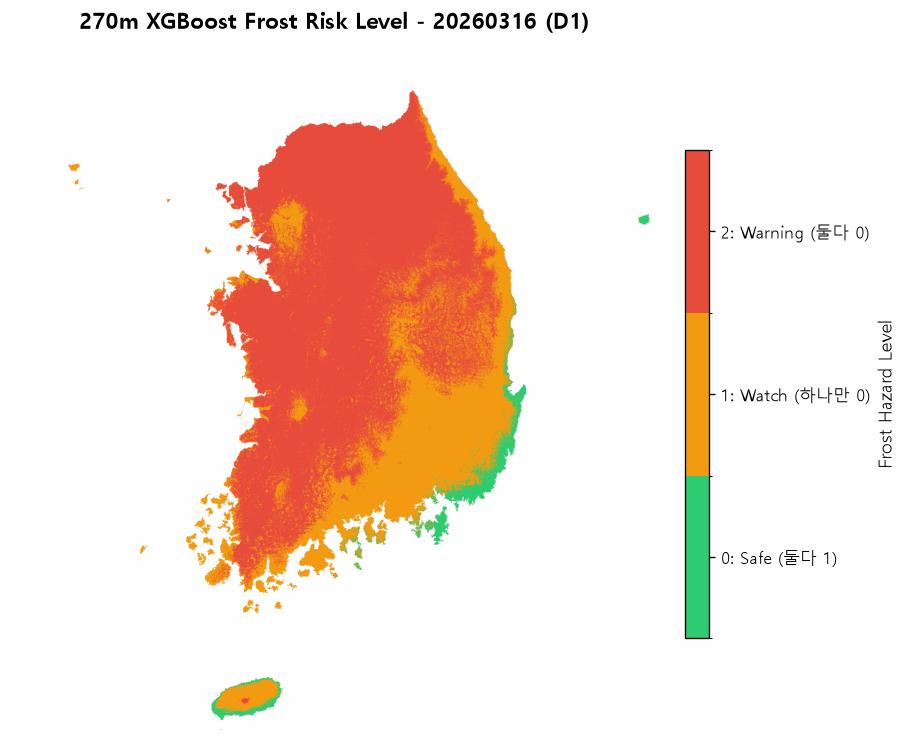 270m XGBoost Frost Risk Level - 20260316 (D1)
2: Warning (둘다 0)
1: Watch (하나만 0)
0: Safe (둘다 1)
Frost Hazard Level